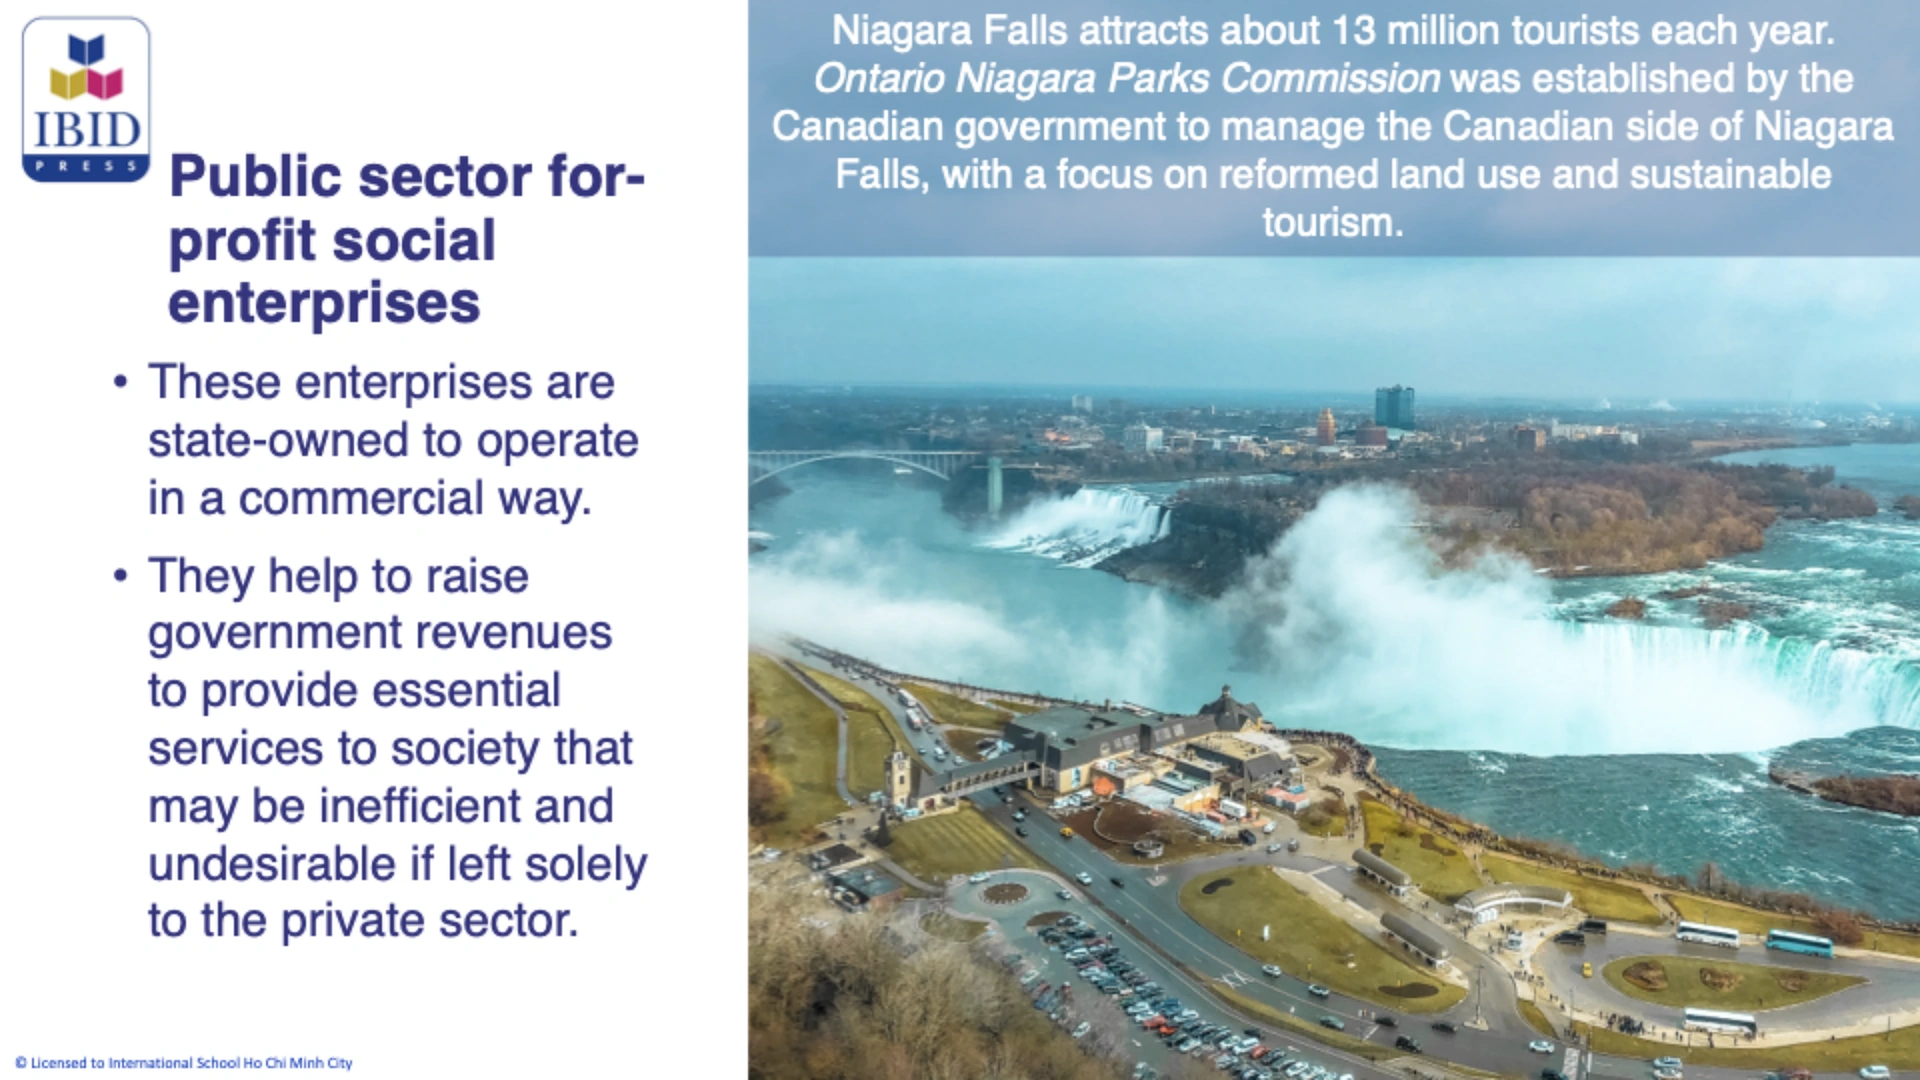 IBID
PRESS
Public sector for-
profit social
enterprises
• These enterprises are
state-owned to operate
in a commercial way.
• They help to raise
government revenues
to provide essential
services to society that
may be inefficient and
undesirable if left solely
to the private sector.
Niagara Falls attracts about 13 million tourists each year.
Ontario Niagara Parks Commission was established by the
Canadian government to manage the Canadian side of Niagara
Falls, with a focus on reformed land use and sustainable
tourism.
© Licensed to International School Ho Chi Minh City